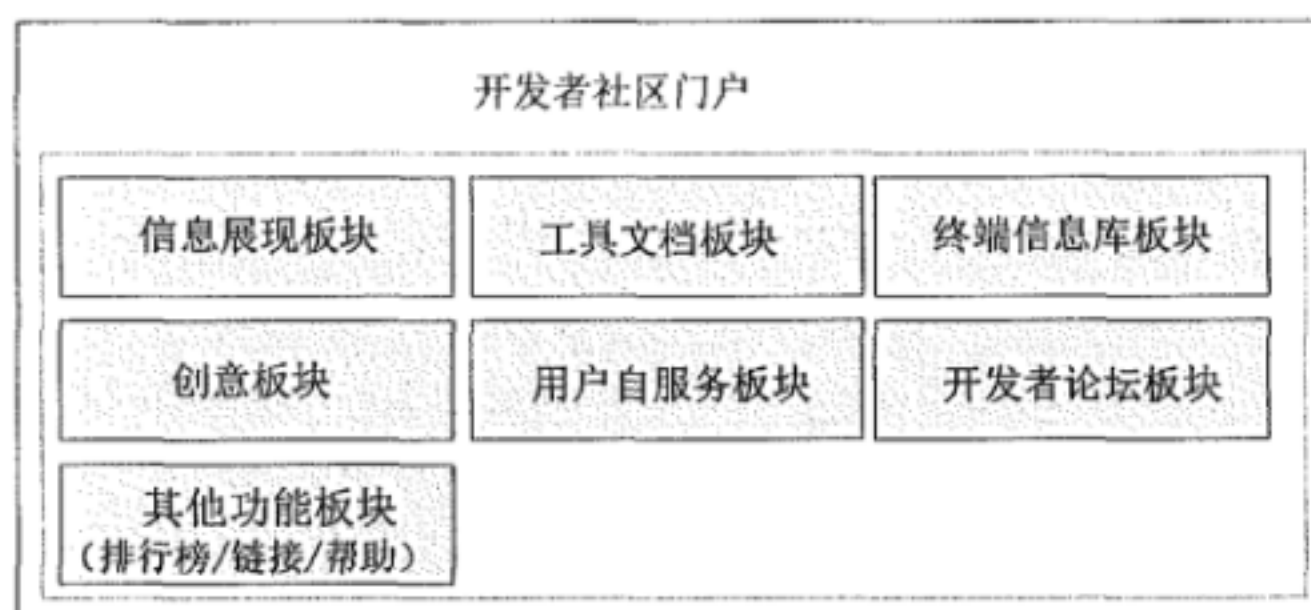 开发者社区门户
信息展现板块
工具文档板块
终端信息库板块
创意板块
用户自服务板块
开发者论坛板块
其他功能板块
(排行榜/链接/帮助)